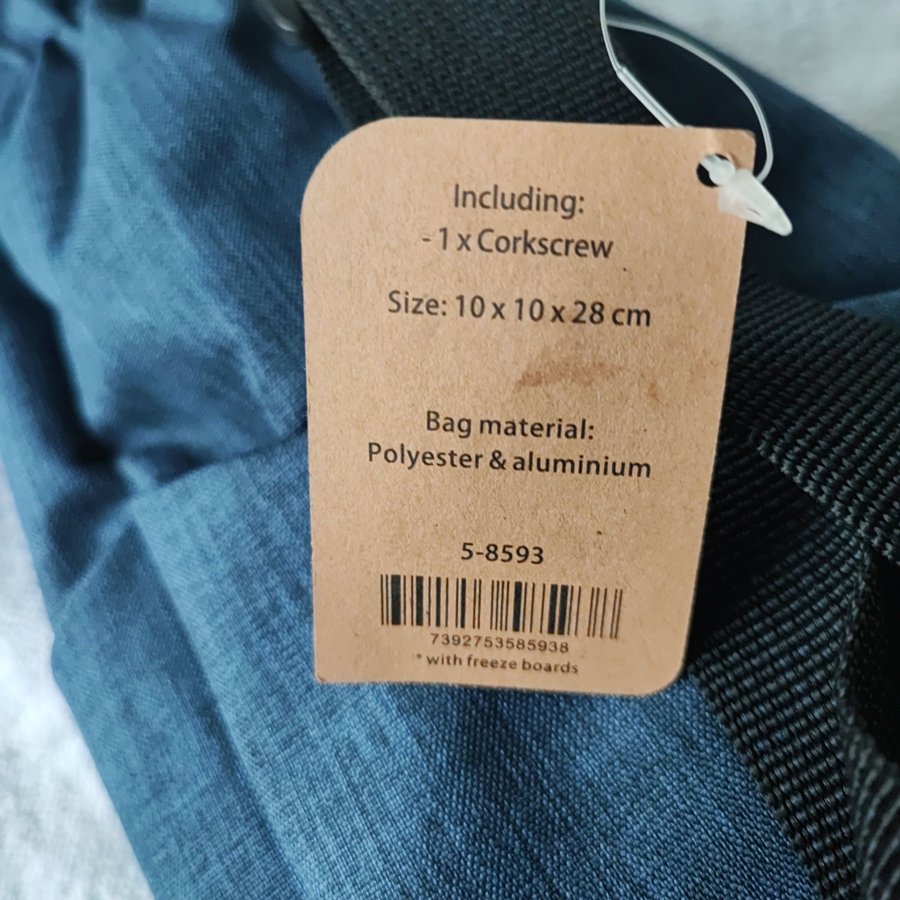 Including:
- 1 x Corkscrew
Size: 10 x 10 x 28 cm
Bag material:
Polyester & aluminium
5-8593
7392753585938
* with freeze boards